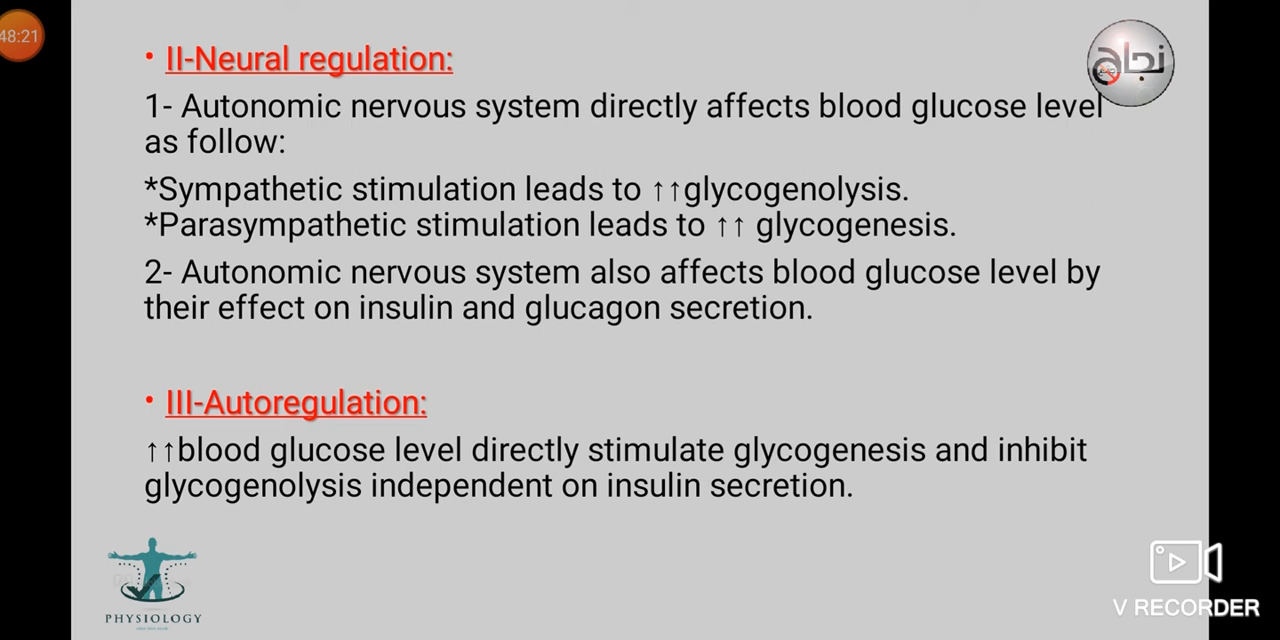 48:21
• II-Neural regulation:
نجاح
1- Autonomic nervous system directly affects blood glucose level
as follow:
*Sympathetic stimulation leads to ↑↑glycogenolysis.
*Parasympathetic stimulation leads to ↑↑ glycogenesis.
2- Autonomic nervous system also affects blood glucose level by
their effect on insulin and glucagon secretion.
• III-Autoregulation:
↑↑blood glucose level directly stimulate glycogenesis and inhibit
glycogenolysis independent on insulin secretion.
PHYSIOLOGY
V RECORDER